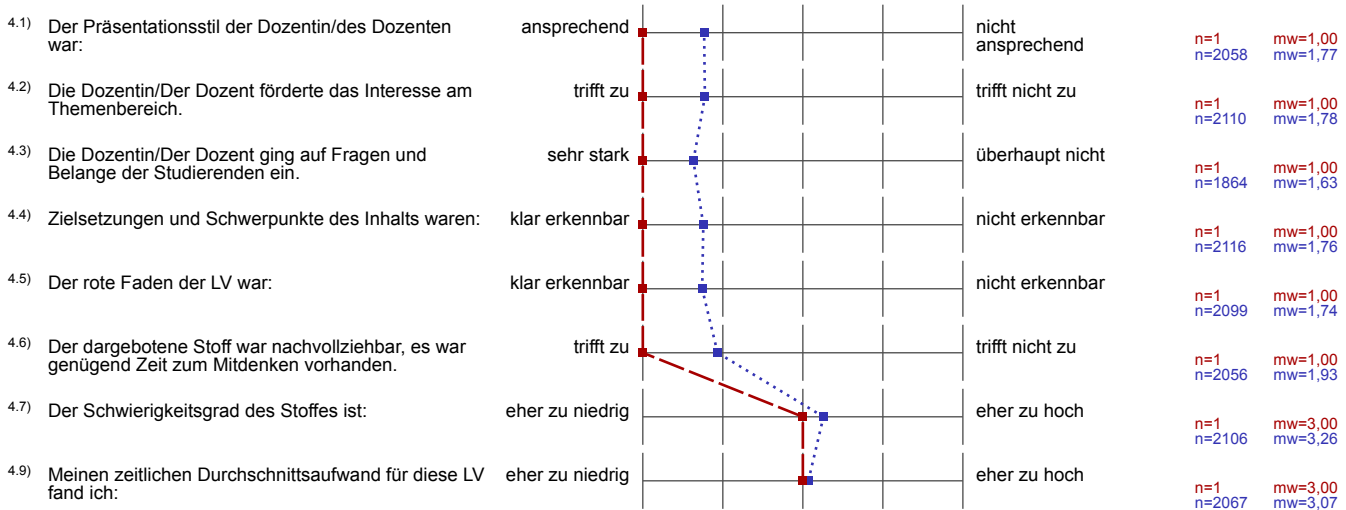 4.1) Der Präsentationsstil der Dozentin/des Dozenten
war:
ansprechend
nicht
ansprechend
n=1 mw=1,00
n=2058 mw=1,77
4.2) Die Dozentin/Der Dozent förderte das Interesse am
Themenbereich.
trifft zu
trifft nicht zu
n=1 mw=1,00
n=2110 mw=1,78
4.3) Die Dozentin/Der Dozent ging auf Fragen und
Belange der Studierenden ein.
sehr stark
überhaupt nicht
n=1 mw=1,00
n=1864 mw=1,63
4.4) Zielsetzungen und Schwerpunkte des Inhalts waren:
klar erkennbar
nicht erkennbar
n=1 mw=1,00
n=2116 mw=1,76
4.5) Der rote Faden der LV war:
klar erkennbar
nicht erkennbar
n=1 mw=1,00
n=2099 mw=1,74
4.6) Der dargebotene Stoff war nachvollziehbar, es war
genügend Zeit zum Mitdenken vorhanden.
trifft zu
trifft nicht zu
n=1 mw=1,00
n=2056 mw=1,93
4.7) Der Schwierigkeitsgrad des Stoffes ist:
eher zu niedrig
eher zu hoch
n=1 mw=3,00
n=2106 mw=3,26
4.9) Meinen zeitlichen Durchschnittsaufwand für diese LV
fand ich:
eher zu niedrig
eher zu hoch
n=1 mw=3,00
n=2067 mw=3,07